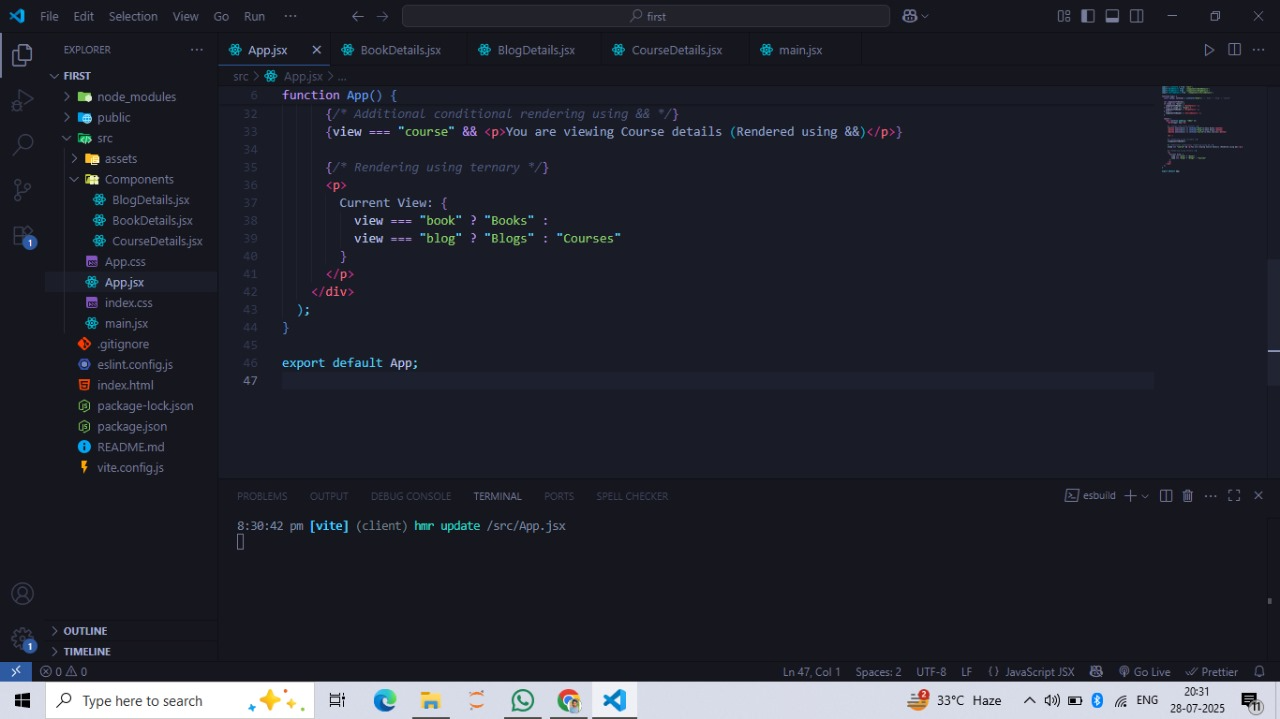 File Edit Selection View Go Run ··· first
EXPLORER ···
App.jsx BookDetails.jsx BlogDetails.jsx CourseDetails.jsx main.jsx
FIRST
src > App.jsx > ...
node_modules
public
src
assets
Components
BlogDetails.jsx
BookDetails.jsx
CourseDetails.jsx
App.css
App.jsx
index.css
main.jsx
.gitignore
eslint.config.js
index.html
package-lock.json
package.json
README.md
vite.config.js
OUTLINE
TIMELINE
6 function App() {
32 {/* Additional conditional rendering using && */}
33 {view === "course" && <p>You are viewing Course details (Rendered using &&)</p>}
34
35 {/* Rendering using ternary */}
36 <p>
37 Current View: {
38 view === "book" ? "Books" :
39 view === "blog" ? "Blogs" : "Courses"
40 }
41 </p>
42 </div>
43 );
44 }
45
46 export default App;
47
PROBLEMS OUTPUT DEBUG CONSOLE TERMINAL PORTS SPELL CHECKER esbuild
8:30:42 pm [vite] (client) hmr update /src/App.jsx
1
1
0 0 Ln 47, Col 1 Spaces: 2 UTF-8 LF {} JavaScript JSX Go Live Prettier
Type here to search 2 33°C Haze ENG 20:31
28-07-2025 11